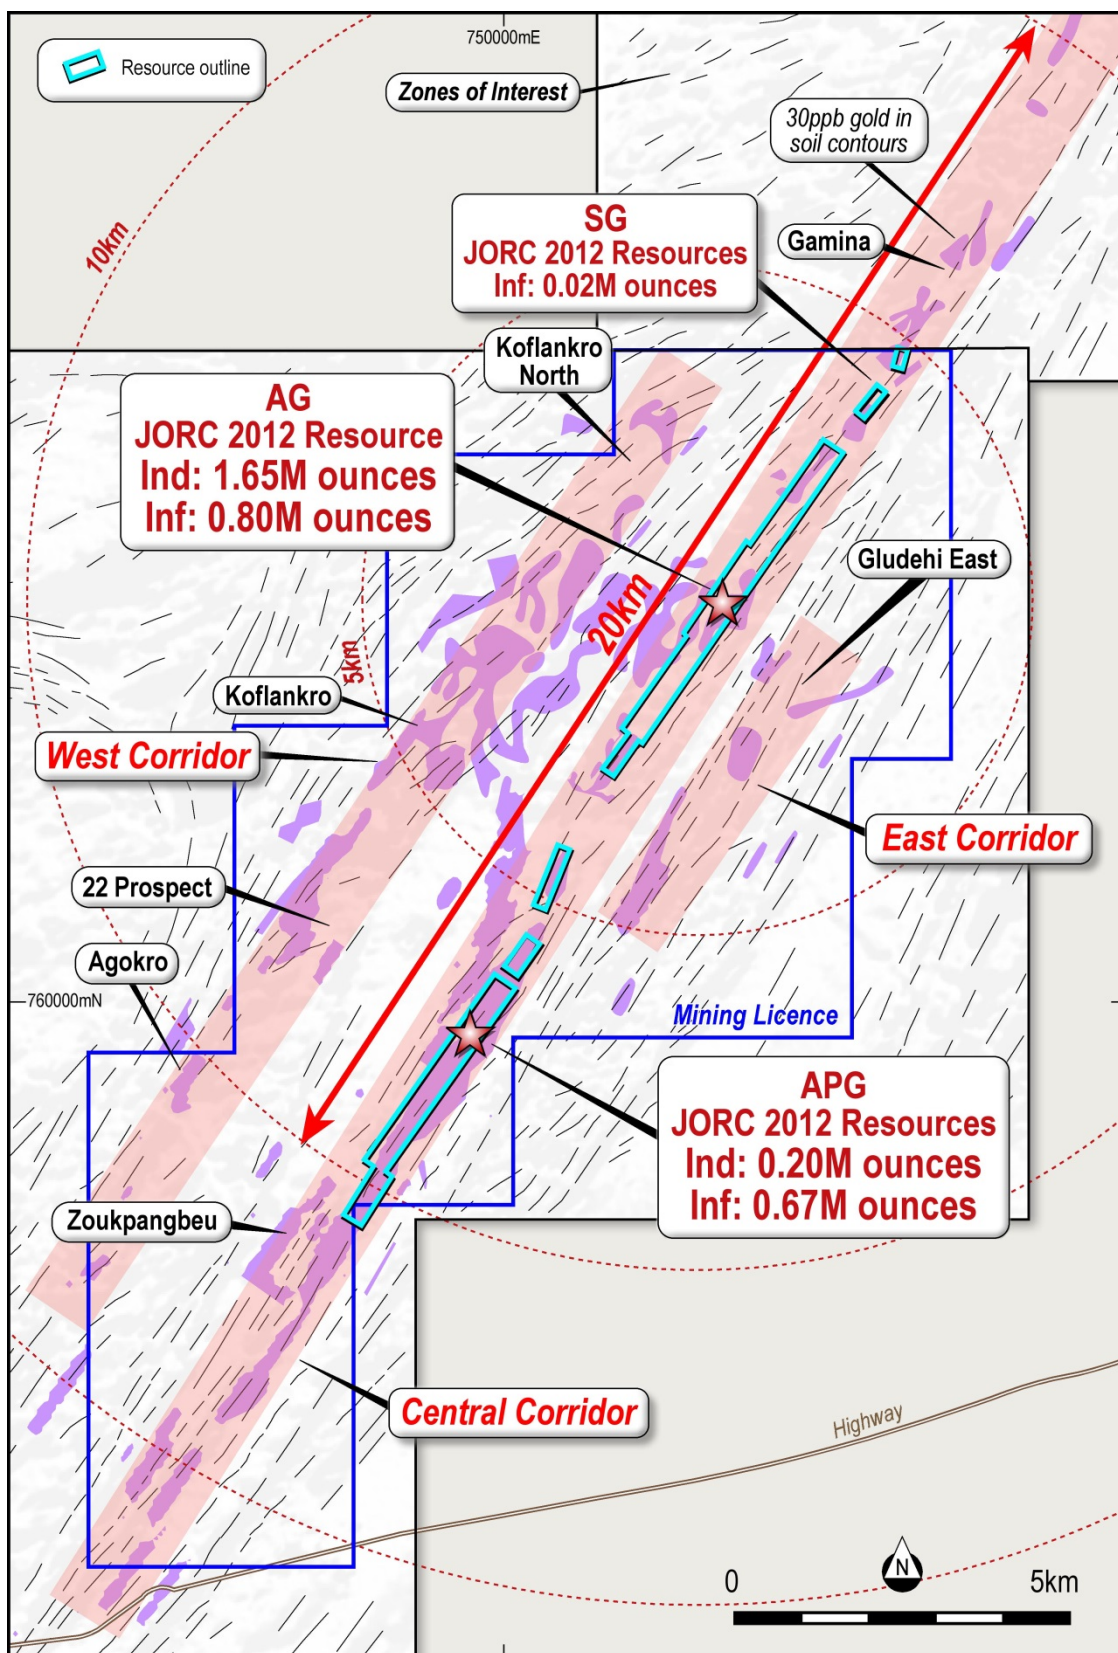 750000mE
Resource outline
Zones of Interest
30ppb gold in
soil contours
10km
SG
JORC 2012 Resources
Inf: 0.02M ounces
Gamina
Koflankro
North
AG
JORC 2012 Resource
Ind: 1.65M ounces
Inf: 0.80M ounces
Gludehi East
20km
5km
Koflankro
West Corridor
East Corridor
22 Prospect
Agokro
760000mN
Mining Licence
APG
JORC 2012 Resources
Ind: 0.20M ounces
Inf: 0.67M ounces
Zoukpangbeu
Central Corridor
Highway
N
0 5km